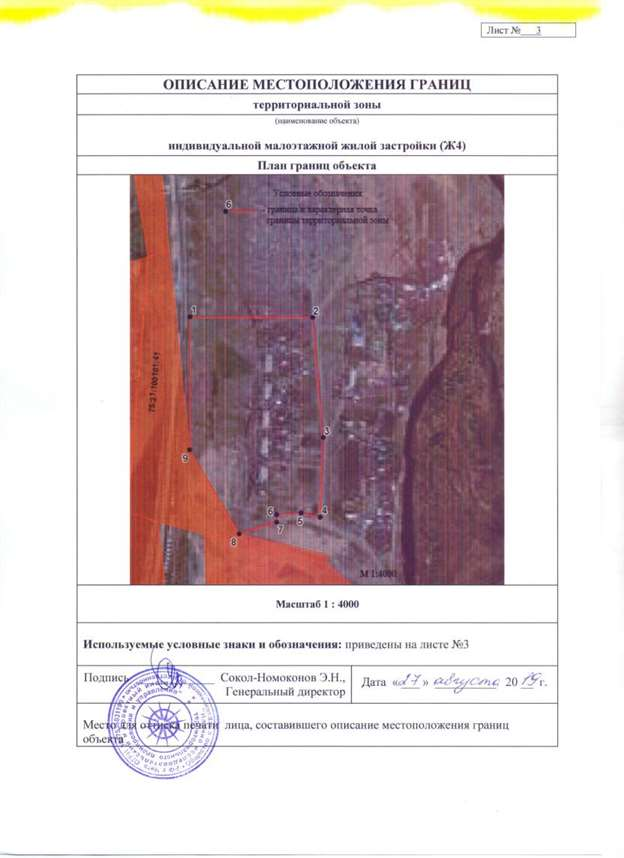 Лист № 3
ОПИСАНИЕ МЕСТОПОЛОЖЕНИЯ ГРАНИЦ
территориальной зоны
(наименование объекта)
индивидуальной малоэтажной жилой застройки (Ж4)
План границ объекта
Условные обозначения
6
- граница и характерная точка
границы территориальной зоны
1
2
3
9
6
5
4
7
8
М 1:4000
Масштаб 1 : 4000
Используемые условные знаки и обозначения: приведены на листе №3
Подпись Сокол-Номоконов Э.Н.,
Генеральный директор
Дата «27» августа 2019 г.
Место для оттиска печати лица, составившего описание местоположения границ
объекта